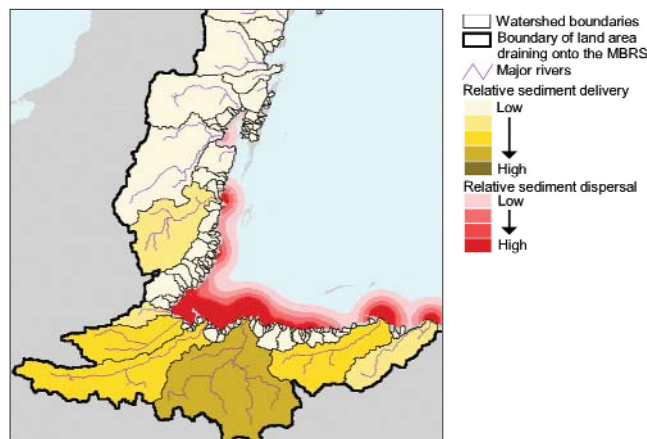 Watershed boundaries
Boundary of land area
draining onto the MBRS
Major rivers
Relative sediment delivery
Low
High
Relative sediment dispersal
Low
High